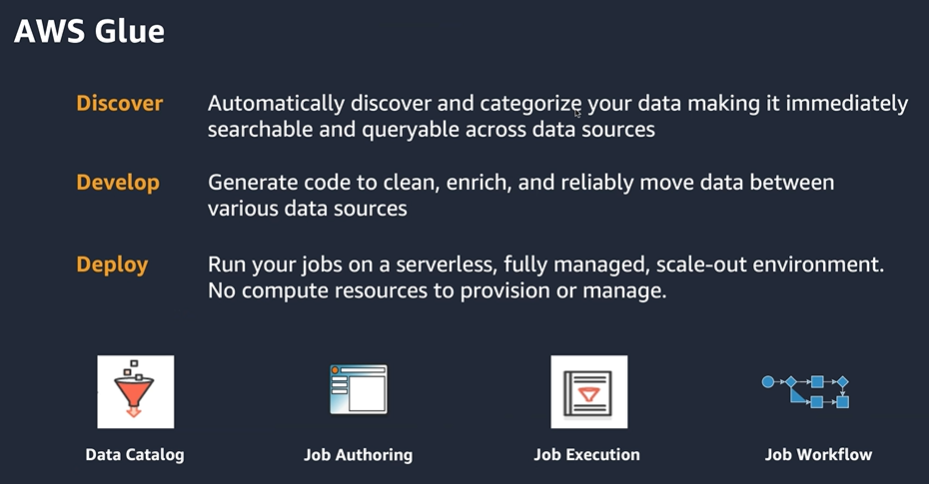 AWS Glue
Discover
Automatically discover and categorize your data making it immediately
searchable and queryable across data sources
Develop
Generate code to clean, enrich, and reliably move data between
various data sources
Deploy
Run your jobs on a serverless, fully managed, scale-out environment.
No compute resources to provision or manage.
Data Catalog
Job Authoring
Job Execution
Job Workflow